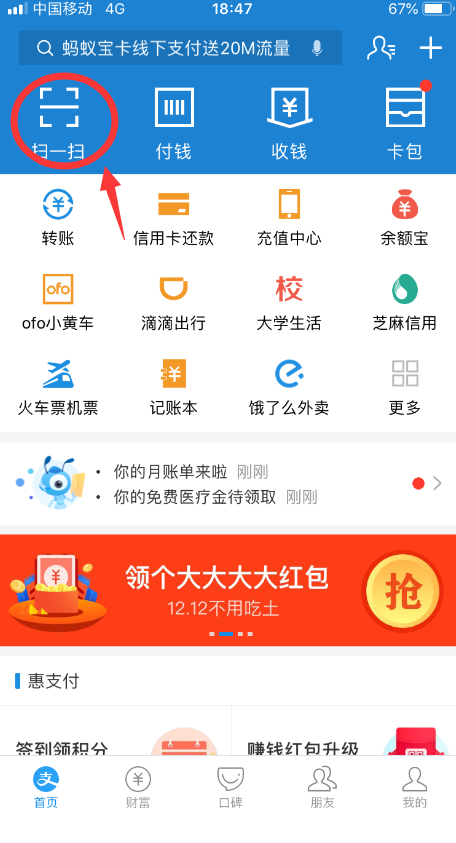 中国移动 4G 18:47 67%
蚂蚁宝卡线下支付送20M流量
扫一扫 付钱 收钱 卡包
转账 信用卡还款 充值中心 余额宝
ofo
校
ofo小黄车 滴滴出行 大学生活 芝麻信用
火车票机票 记账本 饿了么外卖 更多
你的月账单来啦 刚刚
你的免费医疗金待领取 刚刚
领个大大大大红包
12.12不用吃土
抢
惠支付
签到领积分 赚钱红包升级
首页 财富 口碑 朋友 我的